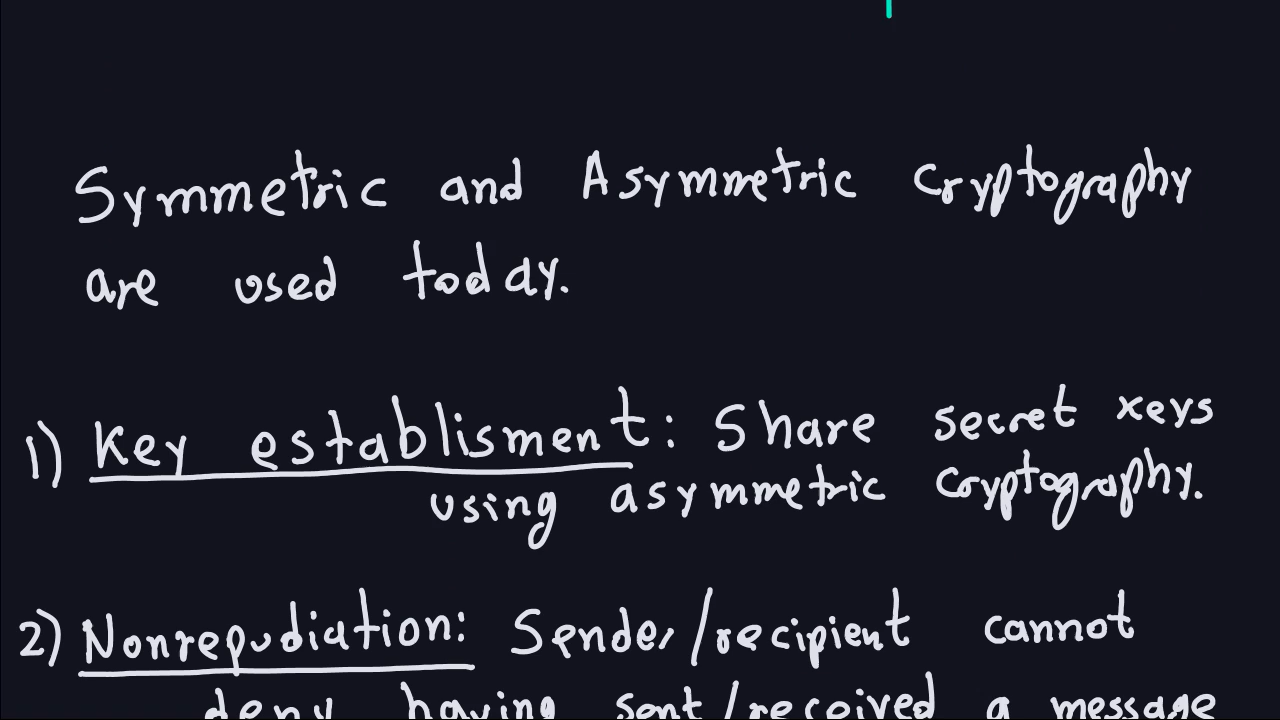 Symmetric and Asymmetric cryptography
are used today.
1) Key establisment: Share secret keys
using asymmetric cryptography.
2) Nonrepudiation: Sender/recipient cannot
deny having sent/received a message